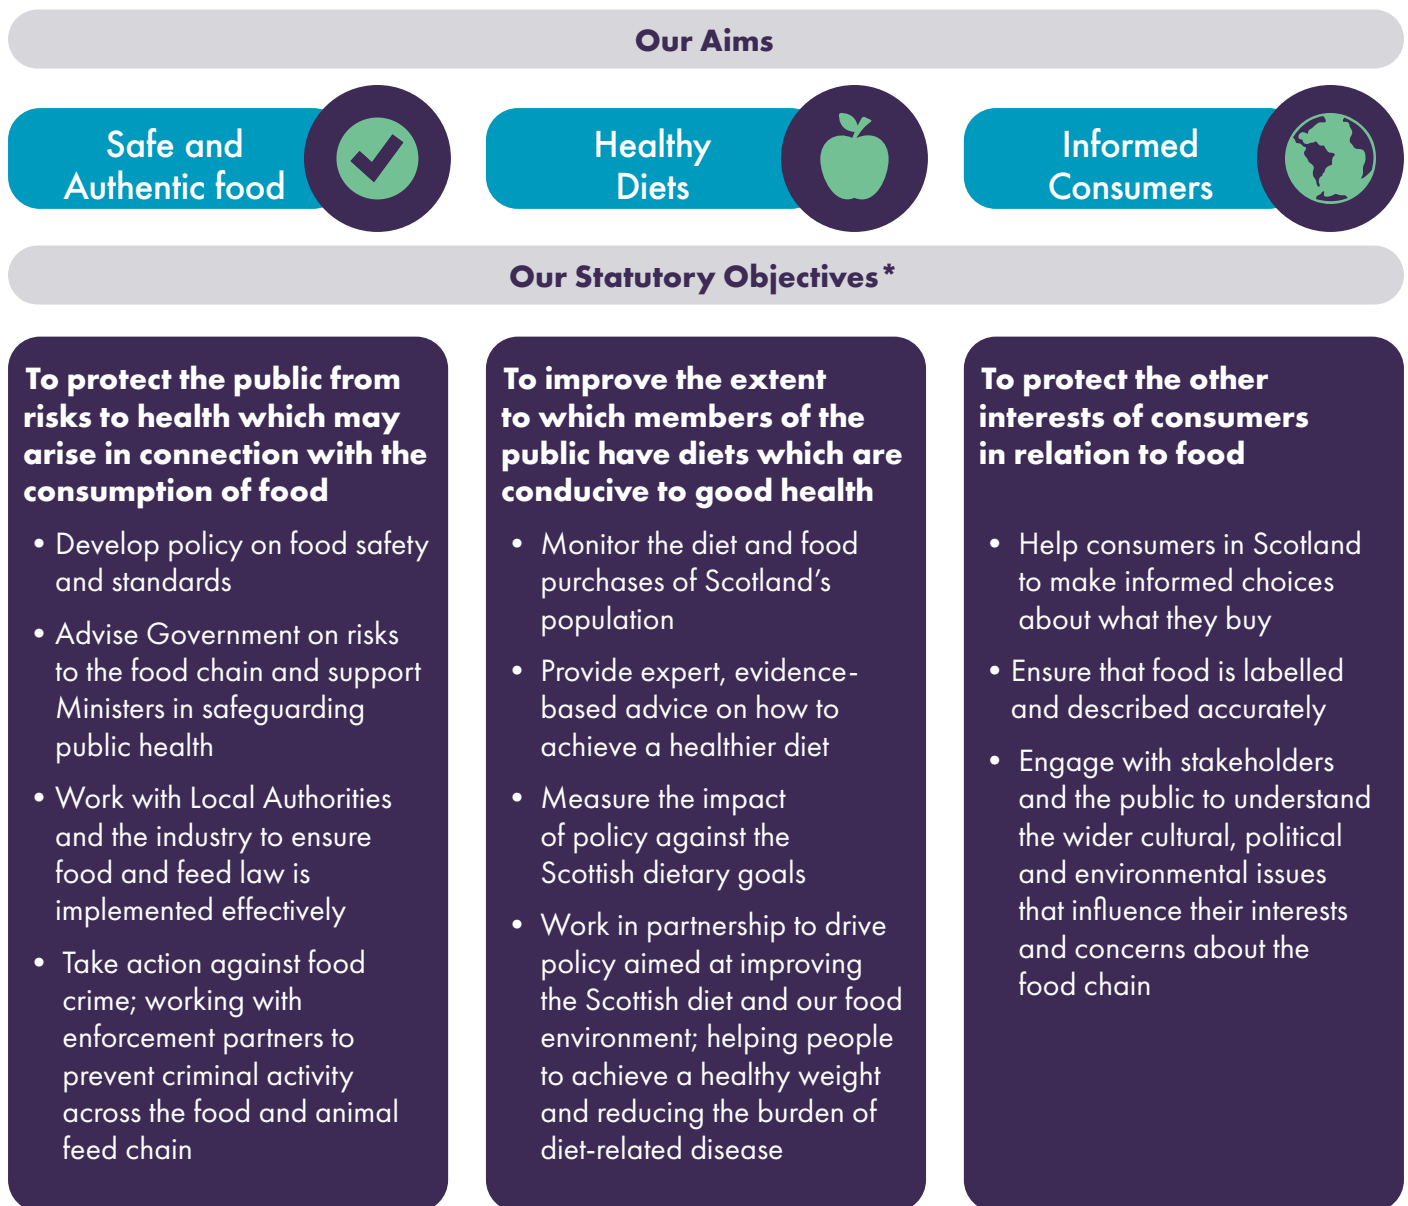 Our Aims
Safe and
Authentic food
Healthy
Diets
Informed
Consumers
Our Statutory Objectives*
To protect the public from
risks to health which may
arise in connection with the
consumption of food
• Develop policy on food safety
and standards
• Advise Government on risks
to the food chain and support
Ministers in safeguarding
public health
• Work with Local Authorities
and the industry to ensure
food and feed law is
implemented effectively
• Take action against food
crime; working with
enforcement partners to
prevent criminal activity
across the food and animal
feed chain
To improve the extent
to which members of the
public have diets which are
conducive to good health
• Monitor the diet and food
purchases of Scotland’s
population
• Provide expert, evidence-
based advice on how to
achieve a healthier diet
• Measure the impact
of policy against the
Scottish dietary goals
• Work in partnership to drive
policy aimed at improving
the Scottish diet and our food
environment; helping people
to achieve a healthy weight
and reducing the burden of
diet-related disease
To protect the other
interests of consumers
in relation to food
• Help consumers in Scotland
to make informed choices
about what they buy
• Ensure that food is labelled
and described accurately
• Engage with stakeholders
and the public to understand
the wider cultural, political
and environmental issues
that influence their interests
and concerns about the
food chain